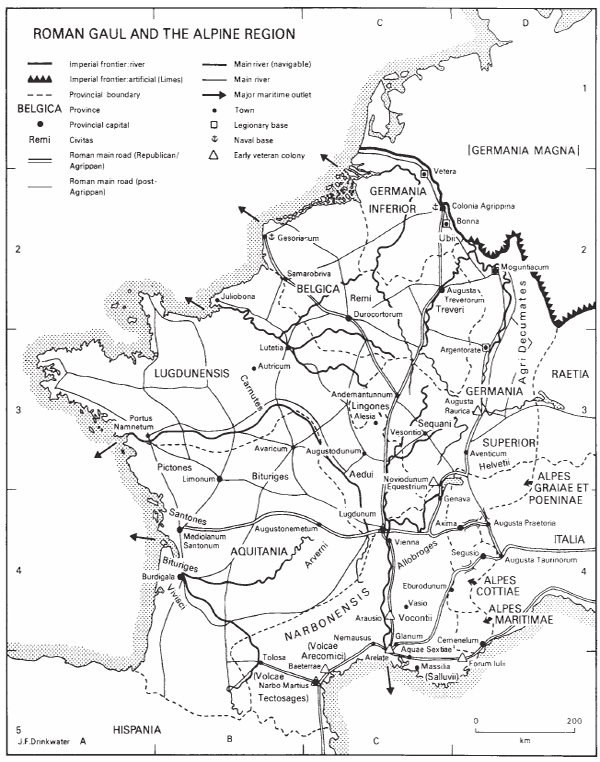 C
D
ROMAN GAUL AND THE ALPINE REGION
Imperial frontier: river
Imperial frontier: artificial (Limes)
Provincial boundary
BELGICA Province
Provincial capital
Remi Civitas
Roman main road (Republican/
Agrippan)
Roman main road (post-
Agrippan)
Main river (navigable)
Main river
Major maritime outlet
Town
Legionary base
Naval base
Early veteran colony
1
[GERMANIA MAGNA]
Vetera
GERMANIA
INFERIOR
Colonia Agrippina
Bonna
Ubii
2
Gesoriacum
2
Moguntiacum
Samarobriva
BELGICA
Juliobona
Remi
Durocortorum
Augusta
Treverorum
Treveri
Agri Decumates
Lutetia
Argentorate
Autricum
LUGDUNENSIS
RAETIA
Andemantunnum
(Lingones
Alesia
GERMANIA
Carnutes
Augusta
Raurica
3
3
Portus
Namnetum
Sequani
Vesontio
SUPERIOR
Avaricum
Augustodunum
Aventicum
Helvetii
Pictones
Limonum
Bituriges
Aedui
Noviodunum
Equestrium
ALPES
GRAIAE ET
POENINAE
Genava
Santones
Lugdunum
Augustonemetum
Axima
Augusta Praetoria
Mediolanum
Santonum
Vienna
ITALIA
AQUITANIA
Arverni
Allobroges
Segusio
Augusta Taurinorum
4
4
Bituriges
Vivisci
Burdigala
Eburodunum
ALPES
COTTIAE
Vasio
NARBONENSIS
Arausio
Vocontii
ALPES
MARITIMAE
Nemausus
Glanum
Cemenelum
(Volcae
Arecomici)
Tolosa
Arelate
Aquae Sextiae
Forum Iulii
Baeterrae
Massilia
(Salluvii)
(Volcae
Narbo Martius
Tectosages)
HISPANIA
5
0
200
km
J.F.Drinkwater
A
B
C